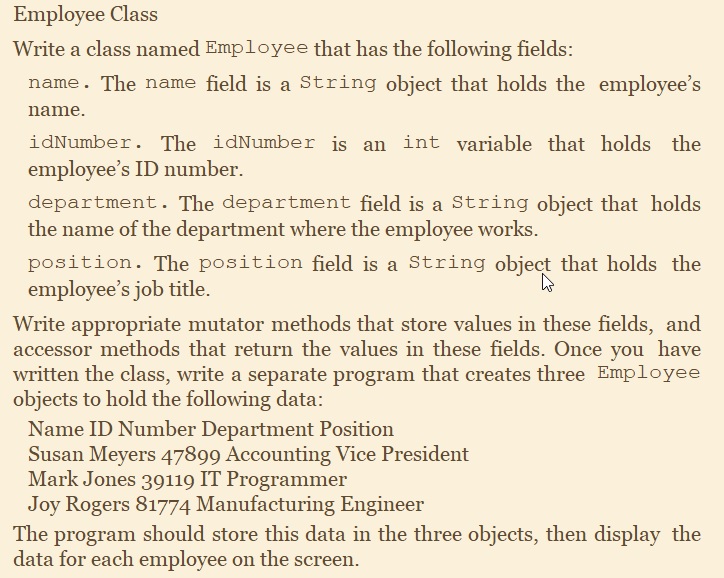 Employee Class
Write a class named Employee that has the following fields:
name. The name field is a String object that holds the employee’s
name.
idNumber. The idNumber is an int variable that holds the
employee’s ID number.
department. The department field is a String object that holds
the name of the department where the employee works.
position. The position field is a String object that holds the
employee’s job title.
Write appropriate mutator methods that store values in these fields, and
accessor methods that return the values in these fields. Once you have
written the class, write a separate program that creates three Employee
objects to hold the following data:
Name ID Number Department Position
Susan Meyers 47899 Accounting Vice President
Mark Jones 39119 IT Programmer
Joy Rogers 81774 Manufacturing Engineer
The program should store this data in the three objects, then display the
data for each employee on the screen.